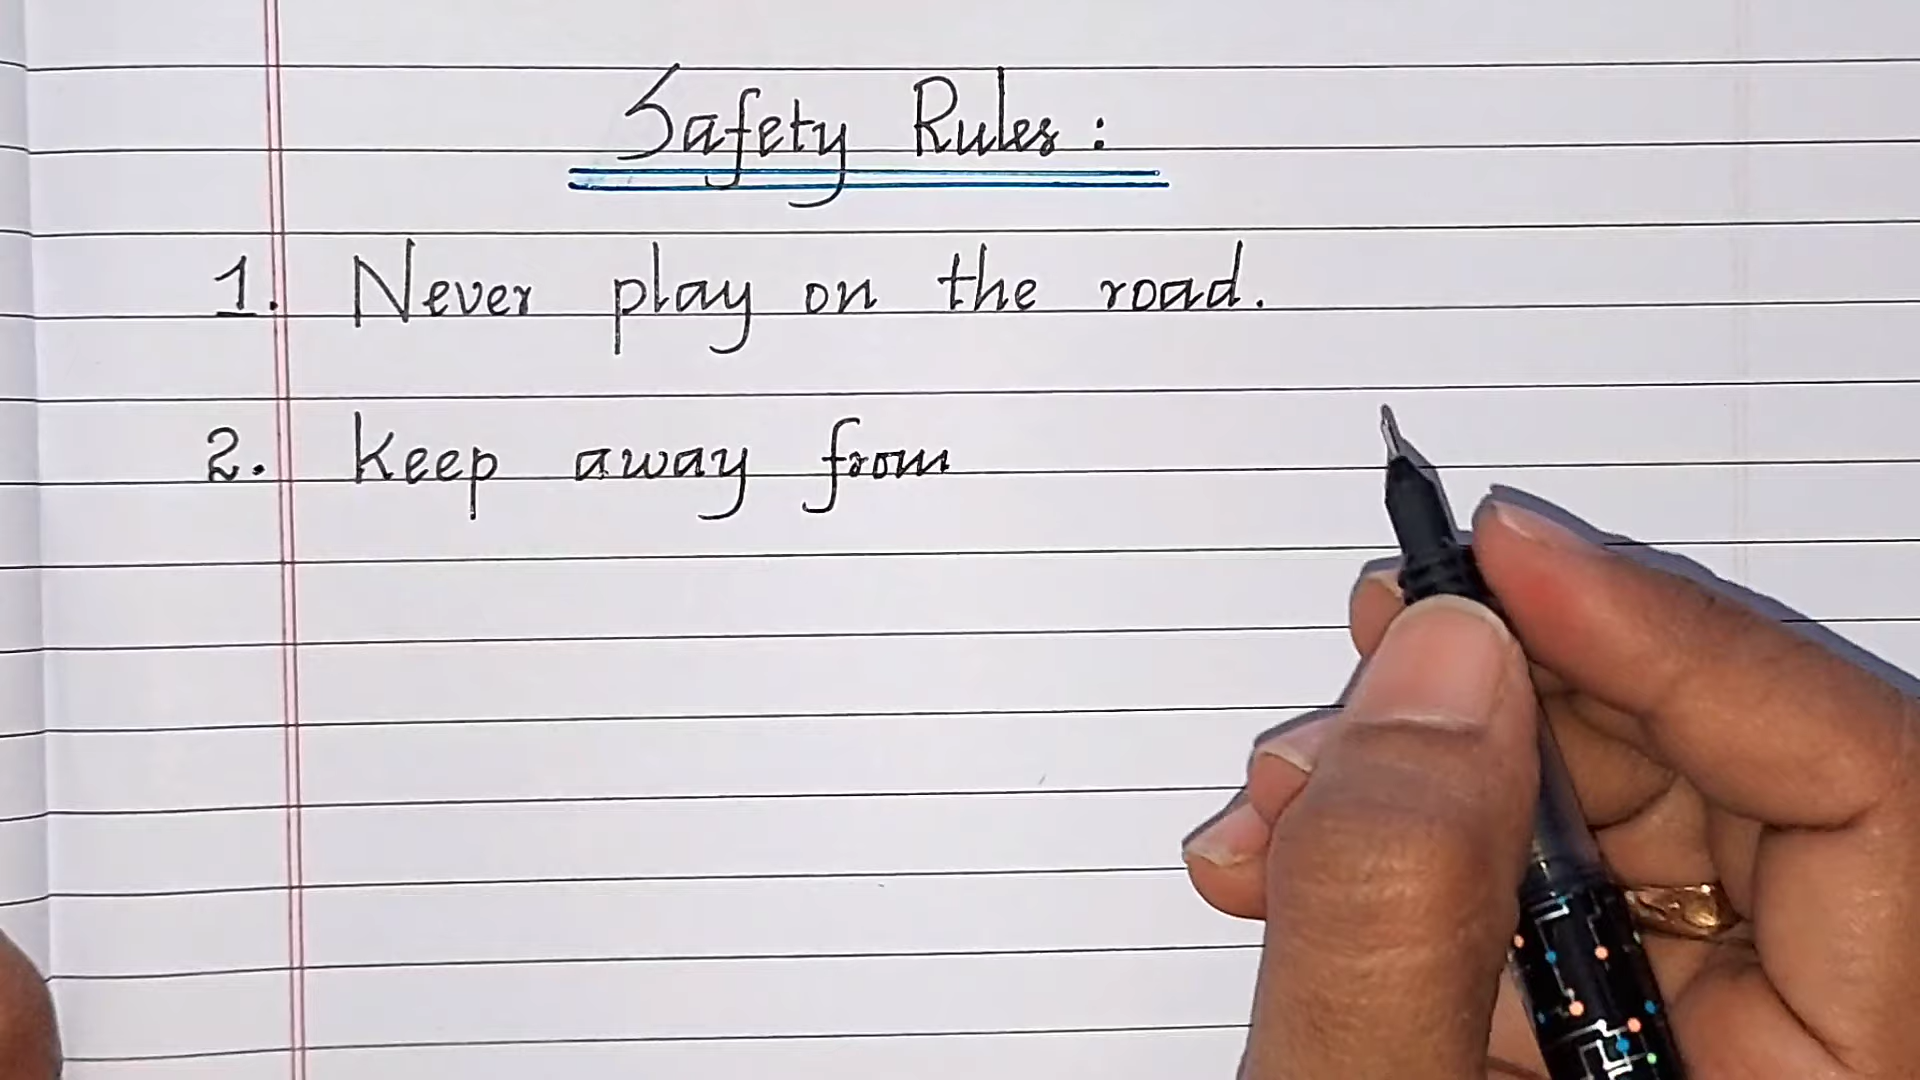 Safety Rules :
1. Never play on the road.
2. Keep away from